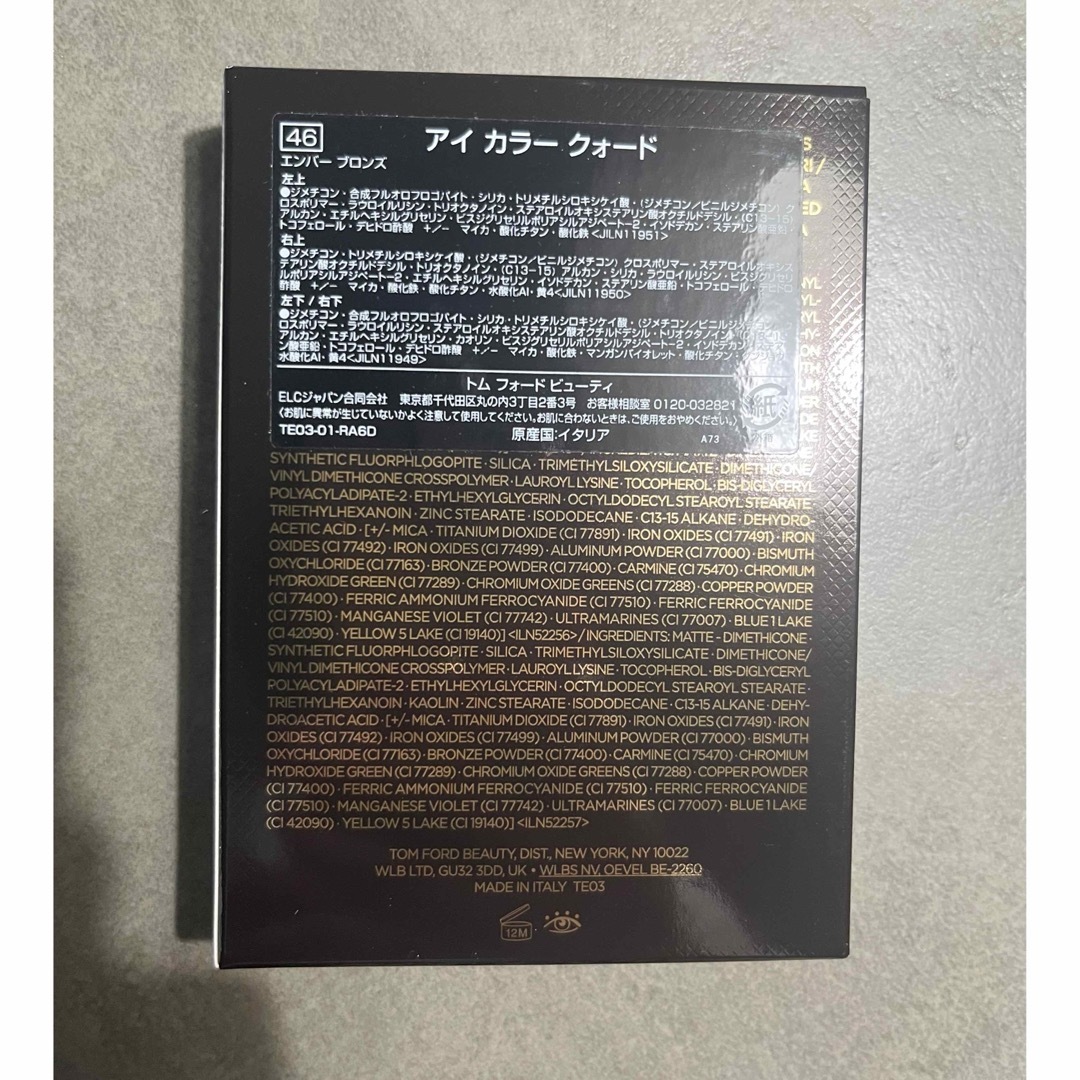 46 アイ カラー クォード
エンバー ブロンズ
左上
●ジメチコン・合成フルオロフロゴパイト・シリカ・トリメチルシロキシケイ酸・(ジメチコン/ビニルジメチコン) ク
ロスポリマー・ラウロイルリシン・トリオクタノイン・ステアロイルオキシステアリン酸オクチルドデシル・(C13-15)
アルカン・エチルヘキシルグリセリン・ビスジグリセリルポリアシルアジペート-2・イソドデカン・ステアリン酸亜鉛・
トコフェロール・デヒドロ酢酸 +/- マイカ・酸化チタン・酸化鉄<JILN11951>
右上
●ジメチコン・トリメチルシロキシケイ酸・(ジメチコン/ビニルジメチコン) クロスポリマー・ステアロイルオキシス
テアリン酸オクチルドデシル・トリオクタノイン・(C13-15) アルカン・シリカ・ラウロイルリシン・ビスジグリセリ
ルポリアシルアジペート-2・エチルヘキシルグリセリン・イソドデカン・ステアリン酸亜鉛・トコフェロール・デヒドロ
酢酸 +/- マイカ・酸化鉄・酸化チタン・水酸化Al・黄4<JILN11950>
左下 / 右下
●ジメチコン・合成フルオロフロゴパイト・シリカ・トリメチルシロキシケイ酸・(ジメチコン/ビニルジメチコン)
ロスポリマー・ラウロイルリシン・ステアロイルオキシステアリン酸オクチルドデシル・トリオクタノイン
アルカン・エチルヘキシルグリセリン・カオリン・ビスジグリセリルポリアシルアジペート-2・イソドデカン・
ン酸亜鉛・トコフェロール・デヒドロ酢酸 +/- マイカ・酸化鉄・マンガンバイオレット・酸化チタン・
水酸化Al・黄4<JILN11949>
トム フォード ビューティ
ELCジャパン合同会社 東京都千代田区丸の内3丁目2番3号 お客様相談室 0120-032821 紙
〈お肌に異常が生じていないかよく注意して使用してください。お肌に合わないときは、ご使用をおやめください。〉
TE03-01-RA6D 原産国:イタリア A73
SYNTHETIC FLUORPHLOGOPITE · SILICA · TRIMETHYLSILOXYSILICATE · DIMETHICONE/
VINYL DIMETHICONE CROSSPOLYMER · LAUROYL LYSINE · TOCOPHEROL · BIS-DIGLYCERYL
POLYACYLADIPATE-2 · ETHYLHEXYLGLYCERIN · OCTYLDODECYL STEAROYL STEARATE ·
TRIETHYLHEXANOIN · ZINC STEARATE · ISODODECANE · C13-15 ALKANE · DEHYDRO-
ACETIC ACID · [+/- MICA · TITANIUM DIOXIDE (CI 77891) · IRON OXIDES (CI 77491) · IRON
OXIDES (CI 77492) · IRON OXIDES (CI 77499) · ALUMINUM POWDER (CI 77000) · BISMUTH
OXYCHLORIDE (CI 77163) · BRONZE POWDER (CI 77400) · CARMINE (CI 75470) · CHROMIUM
HYDROXIDE GREEN (CI 77289) · CHROMIUM OXIDE GREENS (CI 77288) · COPPER POWDER
(CI 77400) · FERRIC AMMONIUM FERROCYANIDE (CI 77510) · FERRIC FERROCYANIDE
(CI 77510) · MANGANESE VIOLET (CI 77742) · ULTRAMARINES (CI 77007) · BLUE 1 LAKE
(CI 42090) · YELLOW 5 LAKE (CI 19140)] <ILN52256> / INGREDIENTS: MATTE - DIMETHICONE ·
SYNTHETIC FLUORPHLOGOPITE · SILICA · TRIMETHYLSILOXYSILICATE · DIMETHICONE/
VINYL DIMETHICONE CROSSPOLYMER · LAUROYL LYSINE · TOCOPHEROL · BIS-DIGLYCERYL
POLYACYLADIPATE-2 · ETHYLHEXYLGLYCERIN · OCTYLDODECYL STEAROYL STEARATE ·
TRIETHYLHEXANOIN · KAOLIN · ZINC STEARATE · ISODODECANE · C13-15 ALKANE · DEHY-
DROACETIC ACID · [+/- MICA · TITANIUM DIOXIDE (CI 77891) · IRON OXIDES (CI 77491) · IRON
OXIDES (CI 77492) · IRON OXIDES (CI 77499) · ALUMINUM POWDER (CI 77000) · BISMUTH
OXYCHLORIDE (CI 77163) · BRONZE POWDER (CI 77400) · CARMINE (CI 75470) · CHROMIUM
HYDROXIDE GREEN (CI 77289) · CHROMIUM OXIDE GREENS (CI 77288) · COPPER POWDER
(CI 77400) · FERRIC AMMONIUM FERROCYANIDE (CI 77510) · FERRIC FERROCYANIDE
(CI 77510) · MANGANESE VIOLET (CI 77742) · ULTRAMARINES (CI 77007) · BLUE 1 LAKE
(CI 42090) · YELLOW 5 LAKE (CI 19140)] <ILN52257>
TOM FORD BEAUTY, DIST., NEW YORK, NY 10022
WLB LTD, GU32 3DD, UK • WLBS NV, OEVEL BE-2260
MADE IN ITALY TE03
12M